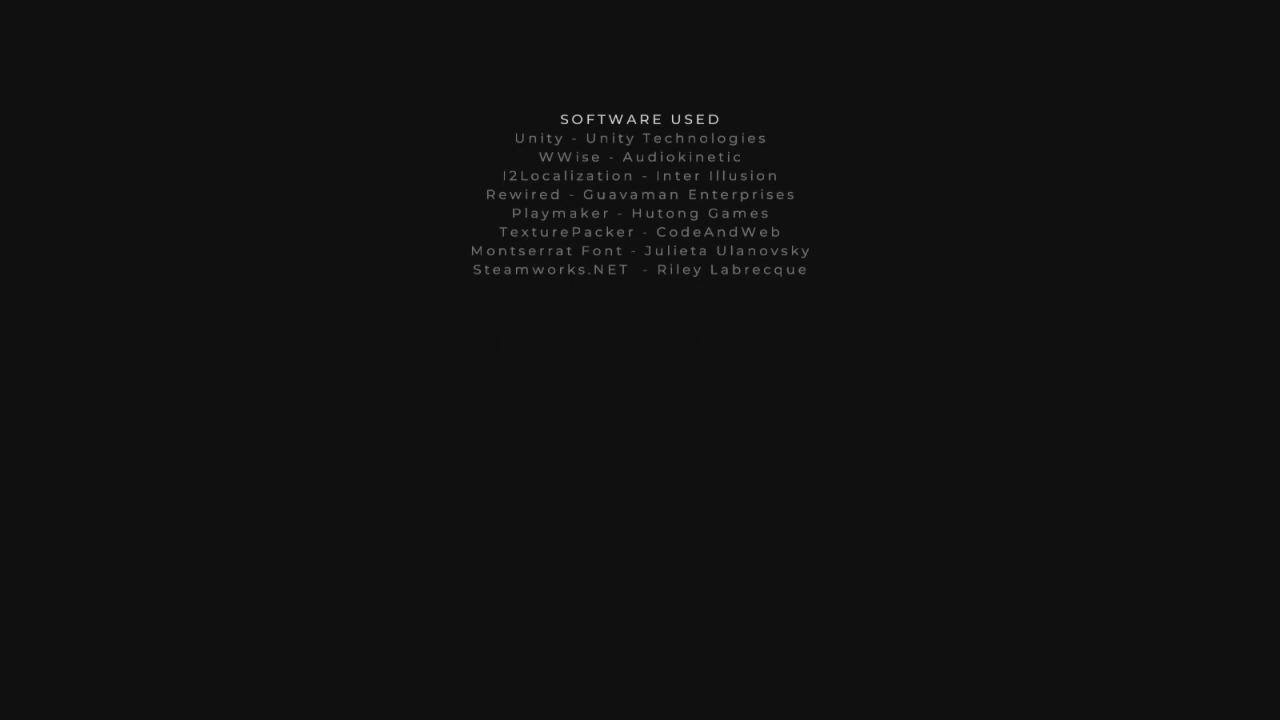 SOFTWARE USED
Unity - Unity Technologies
WWise - Audiokinetic
I2Localization - Inter Illusion
Rewired - Guavaman Enterprises
Playmaker - Hutong Games
TexturePacker - CodeAndWeb
Montserrat Font - Julieta Ulanovsky
Steamworks.NET  - Riley Labrecque